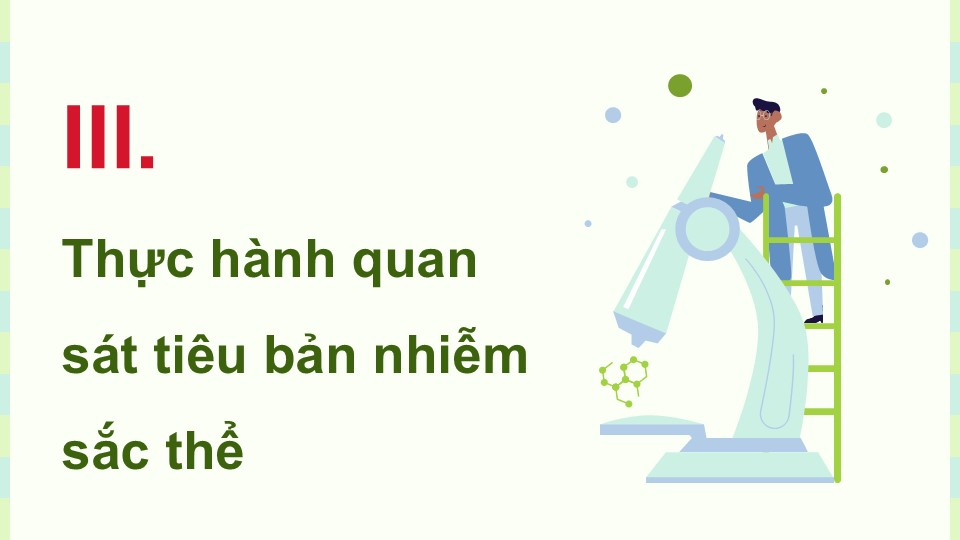 III.
Thực hành quan
sát tiêu bản nhiễm
sắc thể